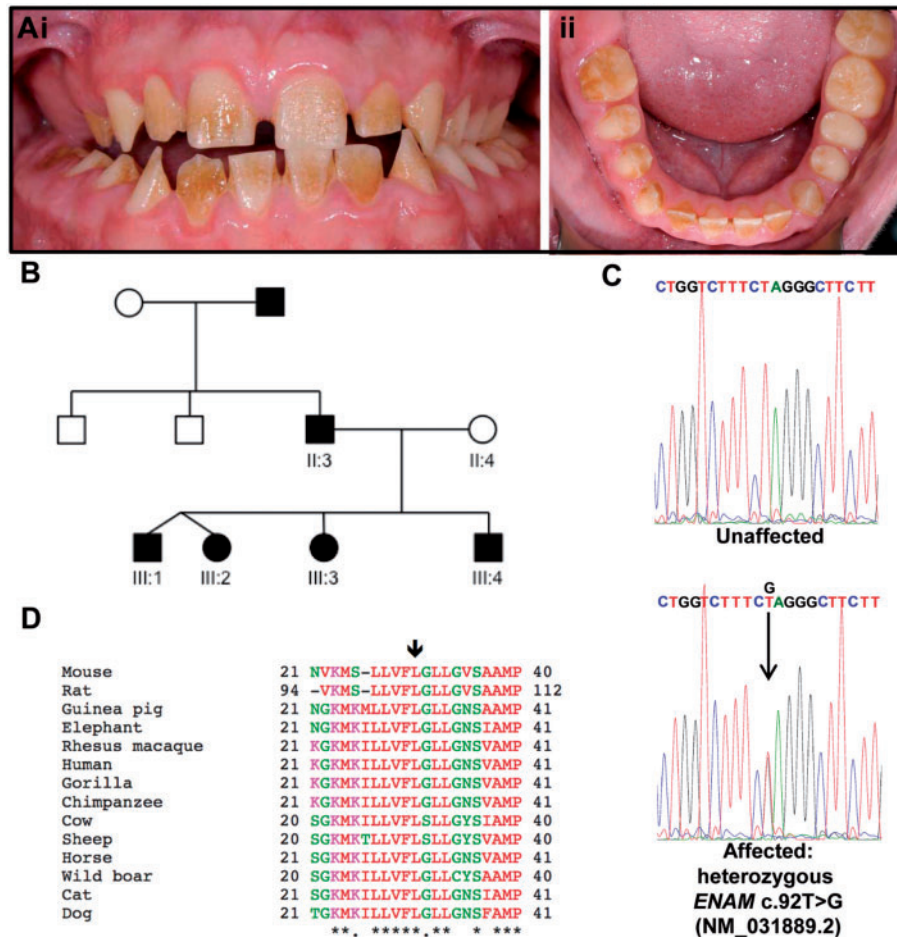 Ai
ii
B
II:3
II:4
III:1
III:2
III:3
III:4
C
CTGGTCTTTCTAGGGCTTCTT
Unaffected
G
CTGGTCTTTCTAGGGCTTCTT
Affected:
heterozygous
ENAM c.92T>G
(NM_031889.2)
D
Mouse 21 NVKMS-LLVFLGLLGVSAAMP 40
Rat 94 -VKMS-LLVFLGLLGVSAAMP 112
Guinea pig 21 NGKMKMLLVFLGLLGNSVAMP 41
Elephant 21 NGKMKILLVFLGLLGNSIAMP 41
Rhesus macaque 21 KGKMKILLVFLGLLGNSVAMP 41
Human 21 KGKMKILLVFLGLLGNSVAMP 41
Gorilla 21 KGKMKILLVFLGLLGNSVAMP 41
Chimpanzee 21 KGKMKILLVFLGLLGNSVAMP 41
Cow 20 SGKMKILLVFLSLLGYSIAMP 40
Sheep 20 SGKMKTLLVFLSLLGYSIAMP 40
Horse 21 SGKMKILLVFLGLLGNSIAMP 41
Wild boar 20 SGKMKILLVFLGLLCYSIAMP 40
Cat 21 SGKMKILLVFLGLLGNSIAMP 41
Dog 21 TGKMKILLVFLGLLGNSFAMP 41
**. *****.** * ***